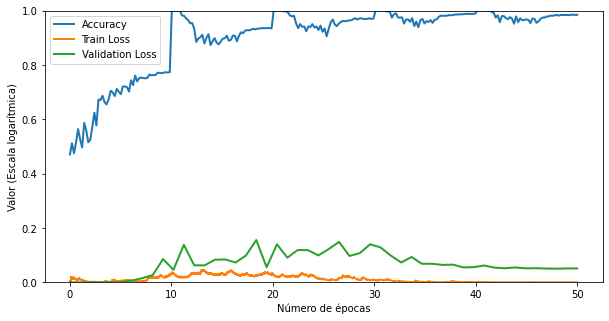 Accuracy
Train Loss
Validation Loss
Valor (Escala logarítmica)
1.0
0.8
0.6
0.4
0.2
0.0
0
10
20
30
40
50
Número de épocas